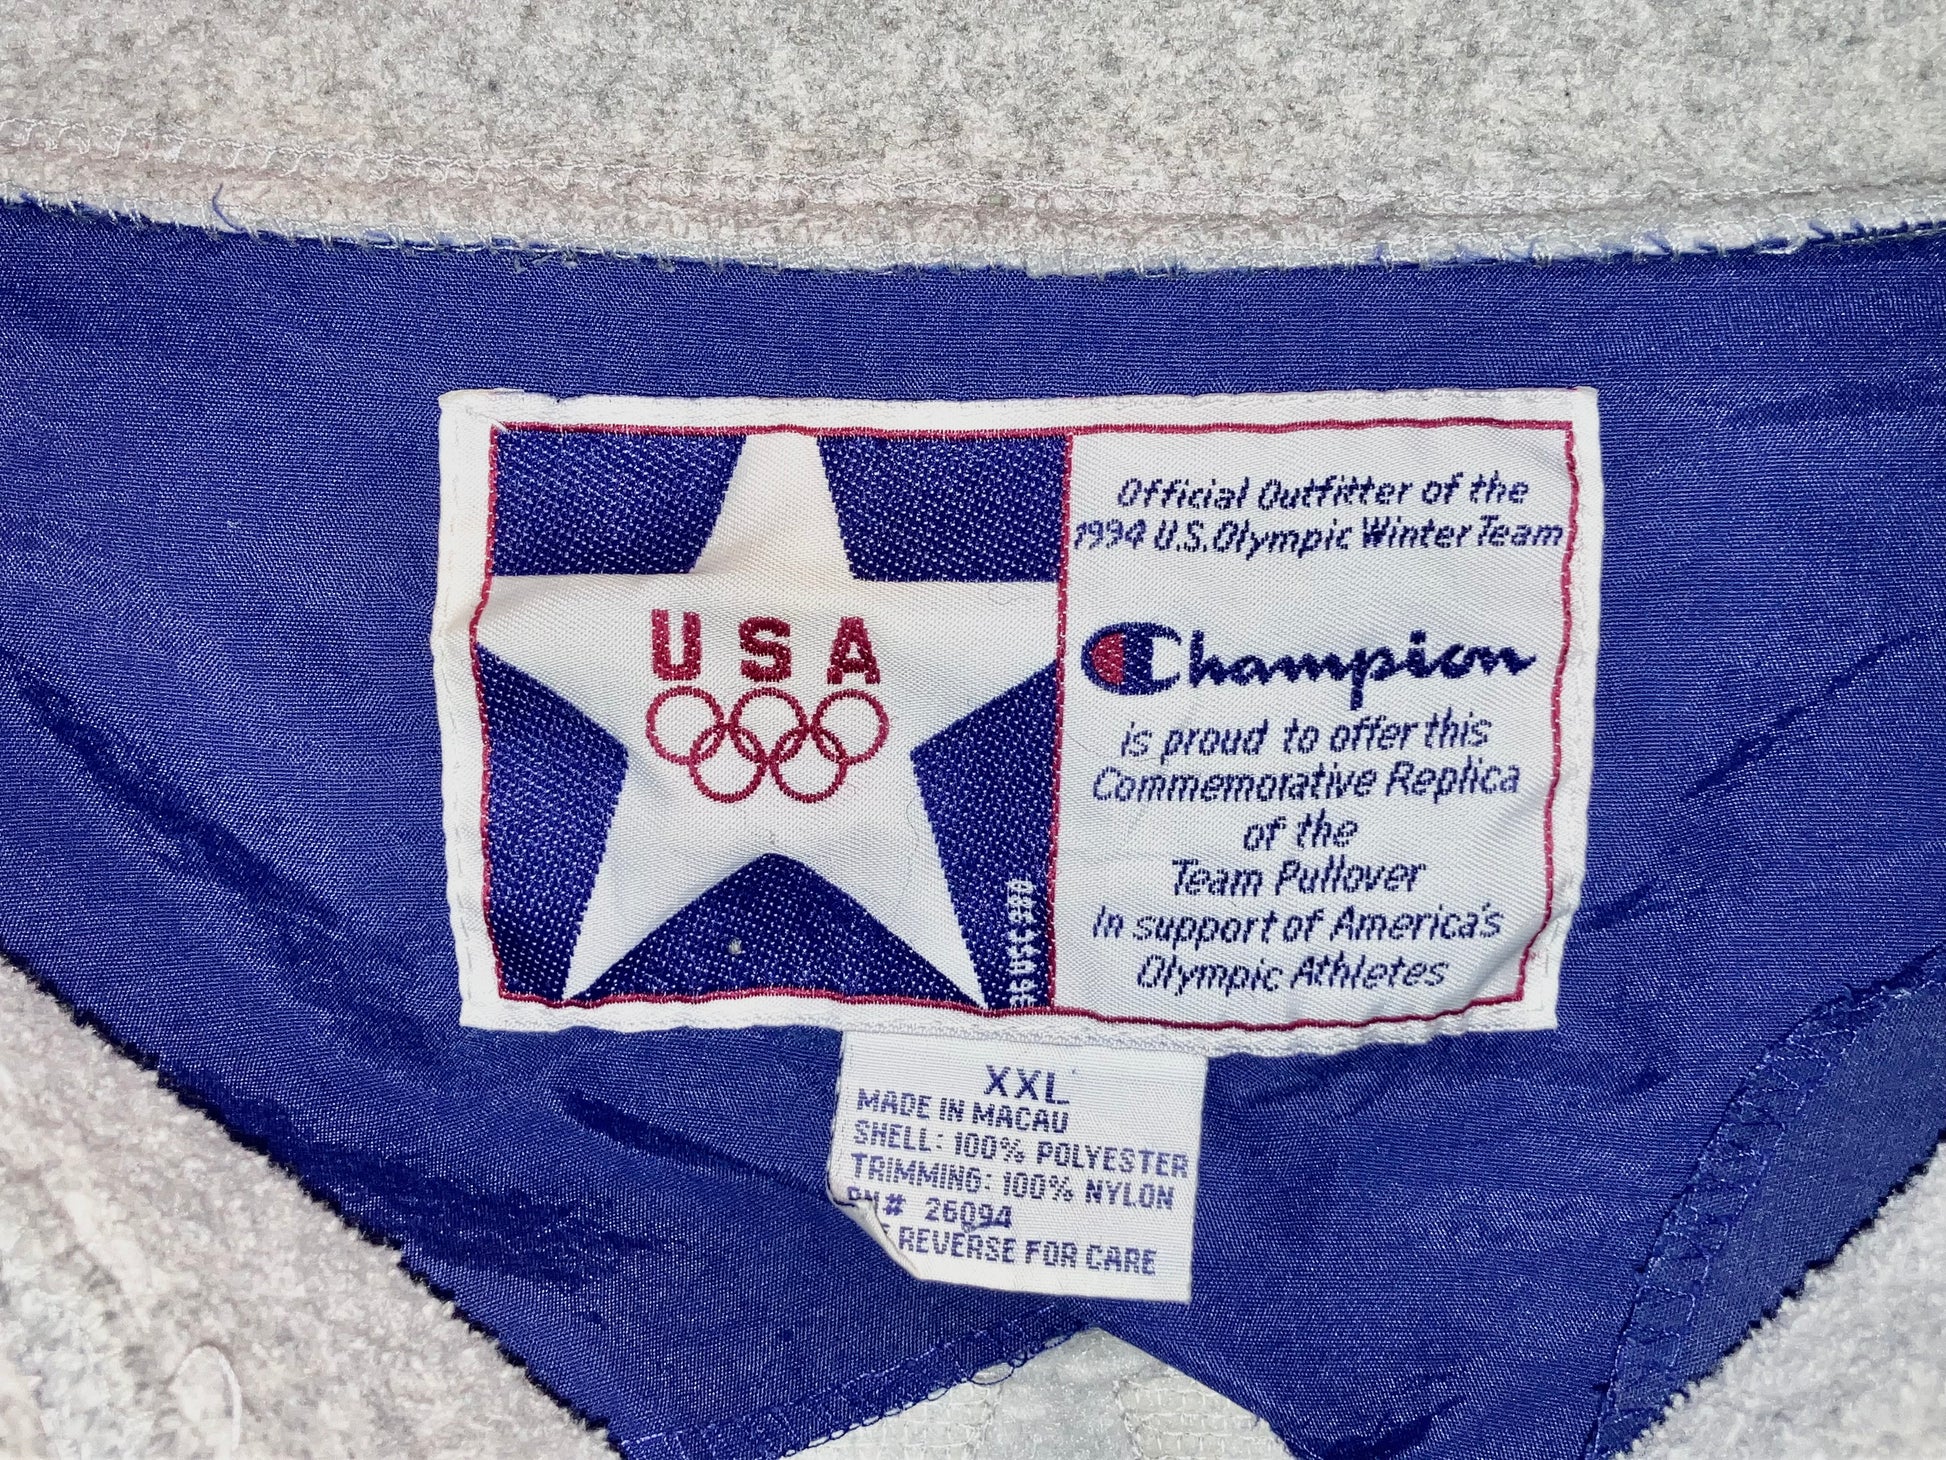 USA
Official Outfitter of the
1994 U.S. Olympic Winter Team
Champion
is proud to offer this
Commemorative Replica
of the
Team Pullover
In support of America's
Olympic Athletes
XXL
MADE IN MACAU
SHELL: 100% POLYESTER
TRIMMING: 100% NYLON
RN# 26094
REVERSE FOR CARE